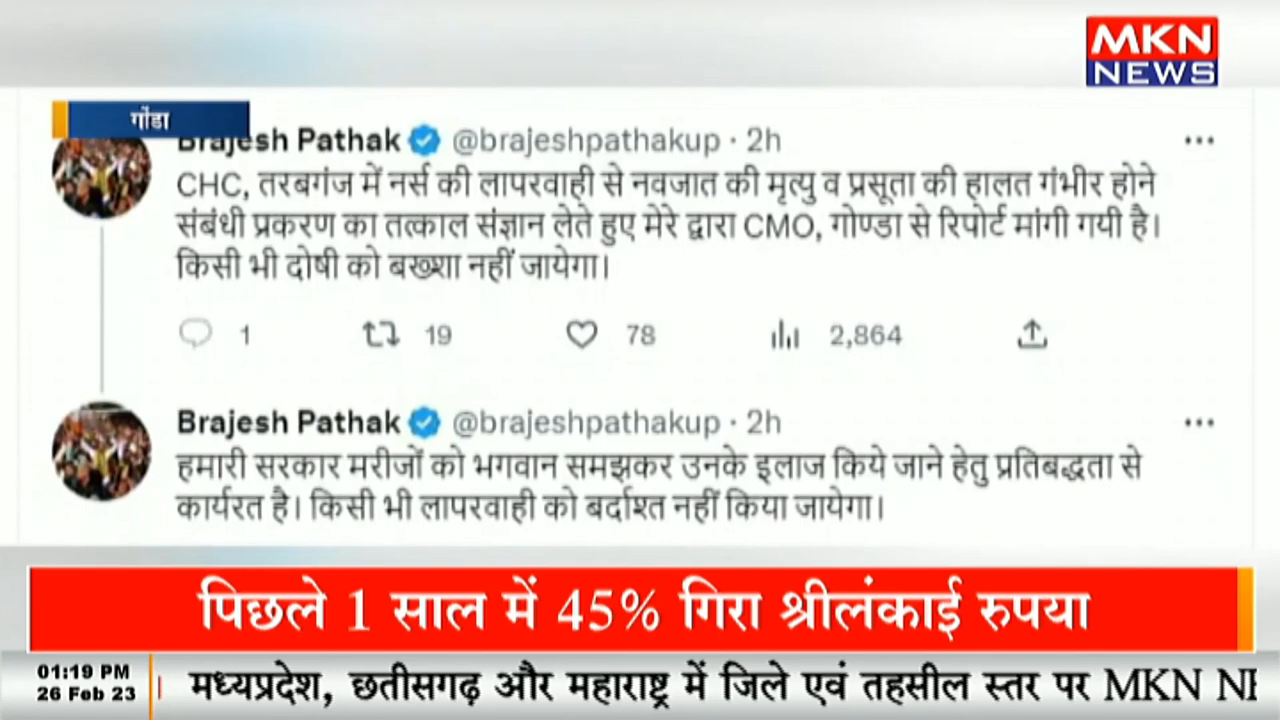 MKN
NEWS
गोंडा
Brajesh Pathak @brajeshpathakup · 2h
CHC, तरबगंज में नर्स की लापरवाही से नवजात की मृत्यु व प्रसूता की हालत गंभीर होने
संबंधी प्रकरण का तत्काल संज्ञान लेते हुए मेरे द्वारा CMO, गोण्डा से रिपोर्ट मांगी गयी है।
किसी भी दोषी को बख्शा नहीं जायेगा।
1 19 78 2,864
Brajesh Pathak @brajeshpathakup · 2h
हमारी सरकार मरीजों को भगवान समझकर उनके इलाज किये जाने हेतु प्रतिबद्धता से
कार्यरत है। किसी भी लापरवाही को बर्दाश्त नहीं किया जायेगा।
पिछले 1 साल में 45% गिरा श्रीलंकाई रुपया
01:19 PM
26 Feb 23
मध्यप्रदेश, छतीसगढ़ और महाराष्ट्र में जिले एवं तहसील स्तर पर MKN